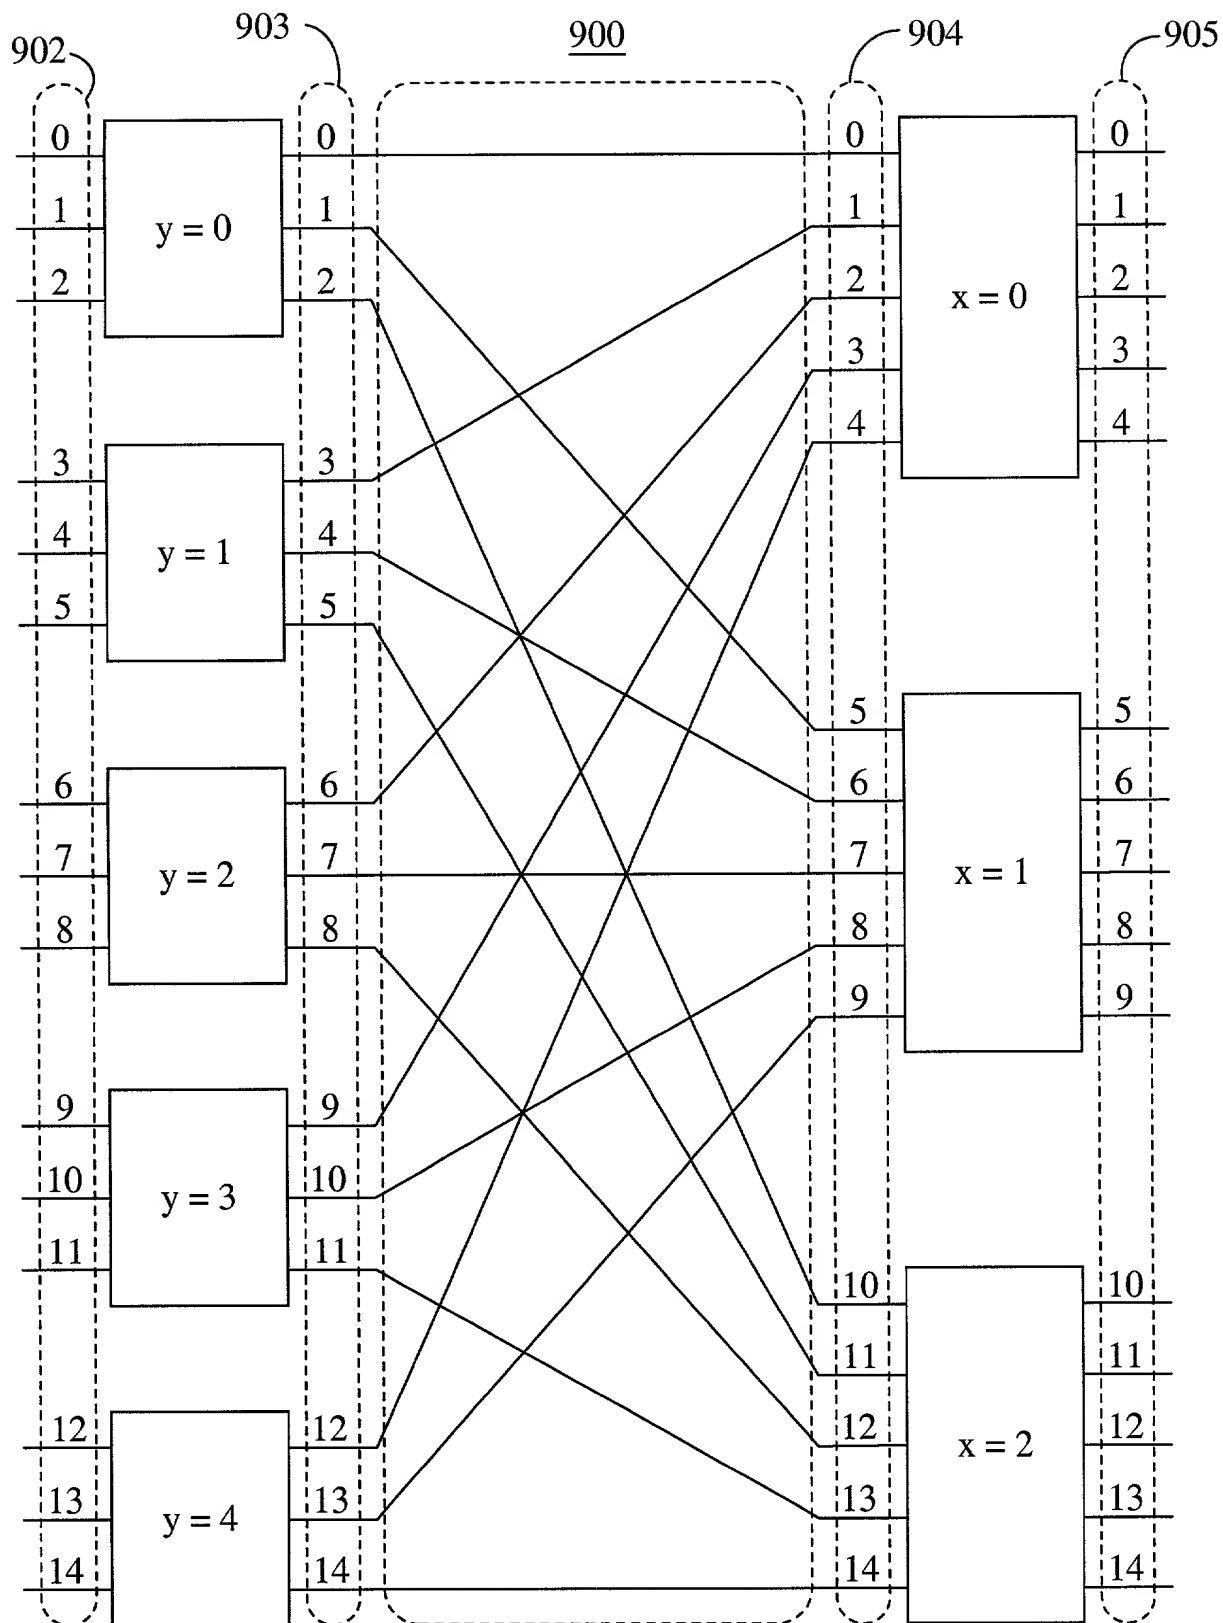 900
902 903 904 905
0 0 0 0
1 y = 0 1 1 1
2 2 2 x = 0 2
3 3
3 3 4 4
4 y = 1 4
5 5
5 5
6 6 6 6
7 y = 2 7 7 x = 1 7
8 8 8 8
9 9
9 9
10 y = 3 10
11 11 10 10
11 11
12 12 12 x = 2 12
13 y = 4 13 13 13
14 14 14 14